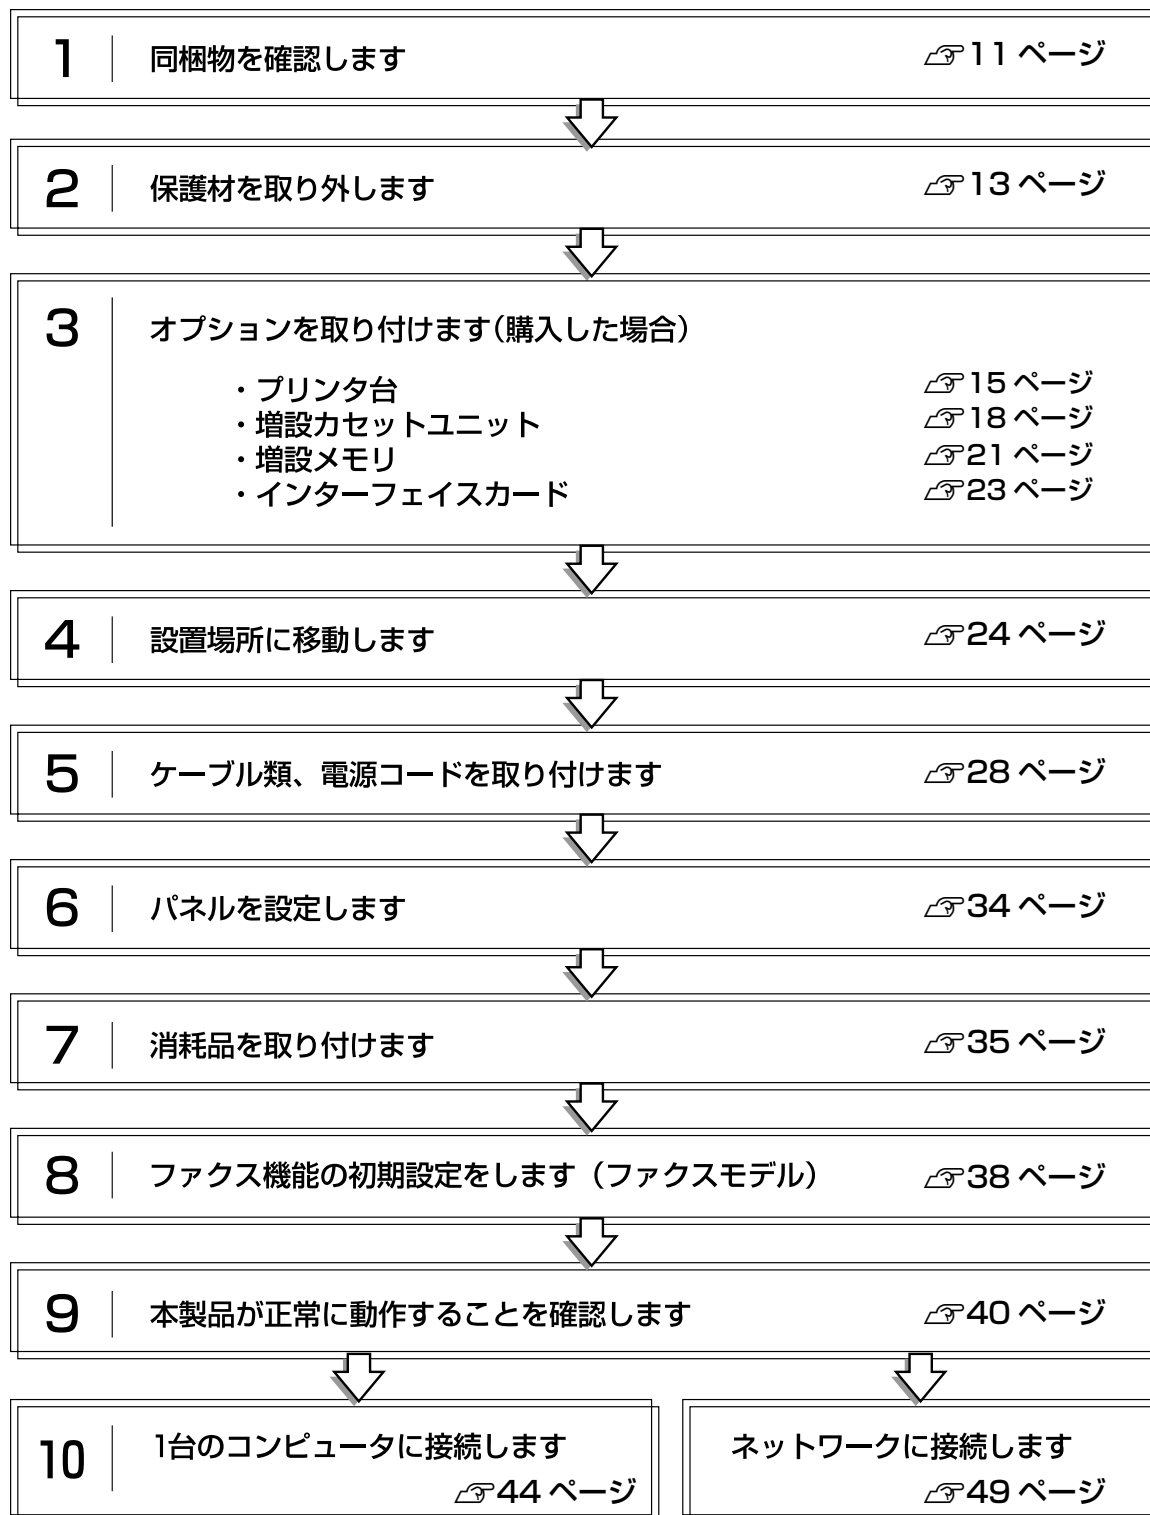 1 同梱物を確認します ☞11 ページ
2 保護材を取り外します ☞13 ページ
3 オプションを取り付けます(購入した場合)
・プリンタ台 ☞15 ページ
・増設カセットユニット ☞18 ページ
・増設メモリ ☞21 ページ
・インターフェイスカード ☞23 ページ
4 設置場所に移動します ☞24 ページ
5 ケーブル類、電源コードを取り付けます ☞28 ページ
6 パネルを設定します ☞34 ページ
7 消耗品を取り付けます ☞35 ページ
8 ファクス機能の初期設定をします（ファクスモデル） ☞38 ページ
9 本製品が正常に動作することを確認します ☞40 ページ
10 1台のコンピュータに接続します
☞44 ページ
ネットワークに接続します
☞49 ページ